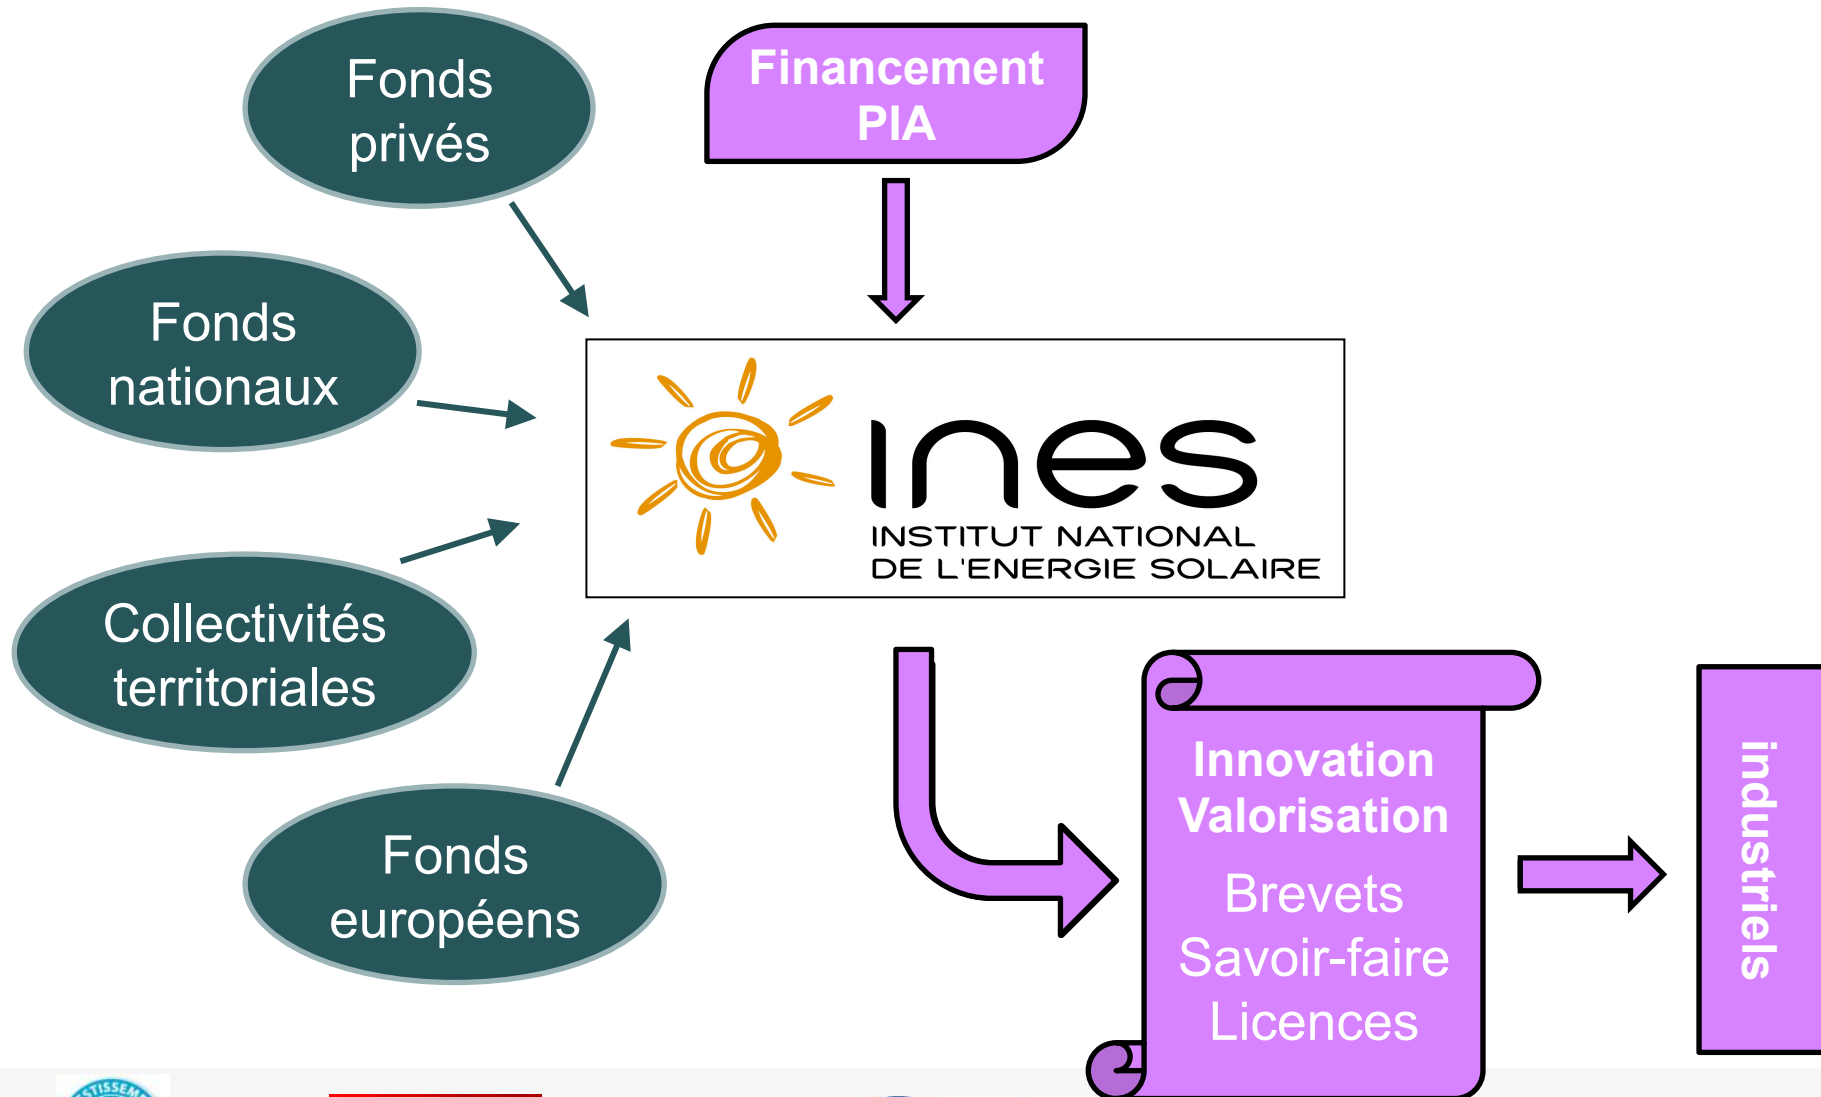 Fonds
privés
Financement
PIA
Fonds
nationaux
ines
INSTITUT NATIONAL
DE L'ENERGIE SOLAIRE
Collectivités
territoriales
Fonds
européens
Innovation
Valorisation
Brevets
Savoir-faire
Licences
industriels